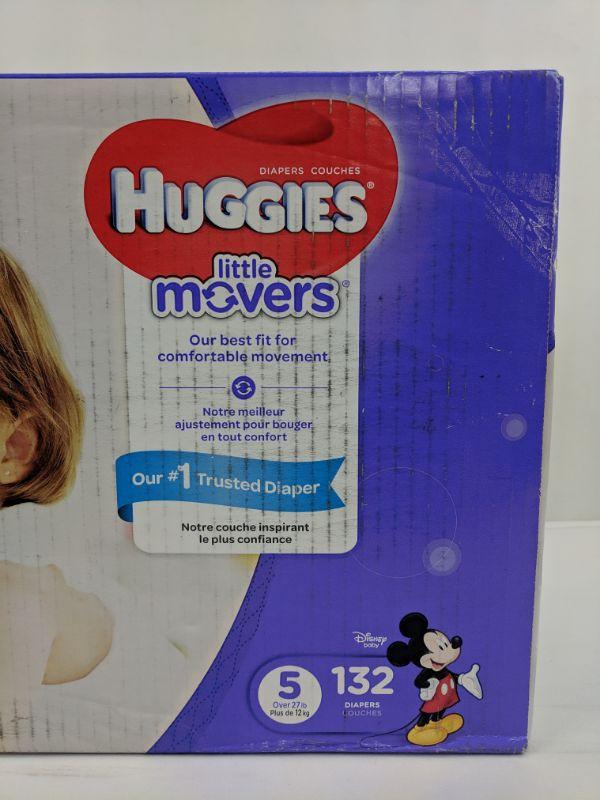 DIAPERS COUCHES
HUGGIES®
little
movers®
Our best fit for
comfortable movement.
Notre meilleur
ajustement pour bouger
en tout confort
Our #1 Trusted Diaper
Notre couche inspirant
le plus confiance
Disney
baby
5
Over 27 lb
Plus de 12 kg
132
DIAPERS
COUCHES